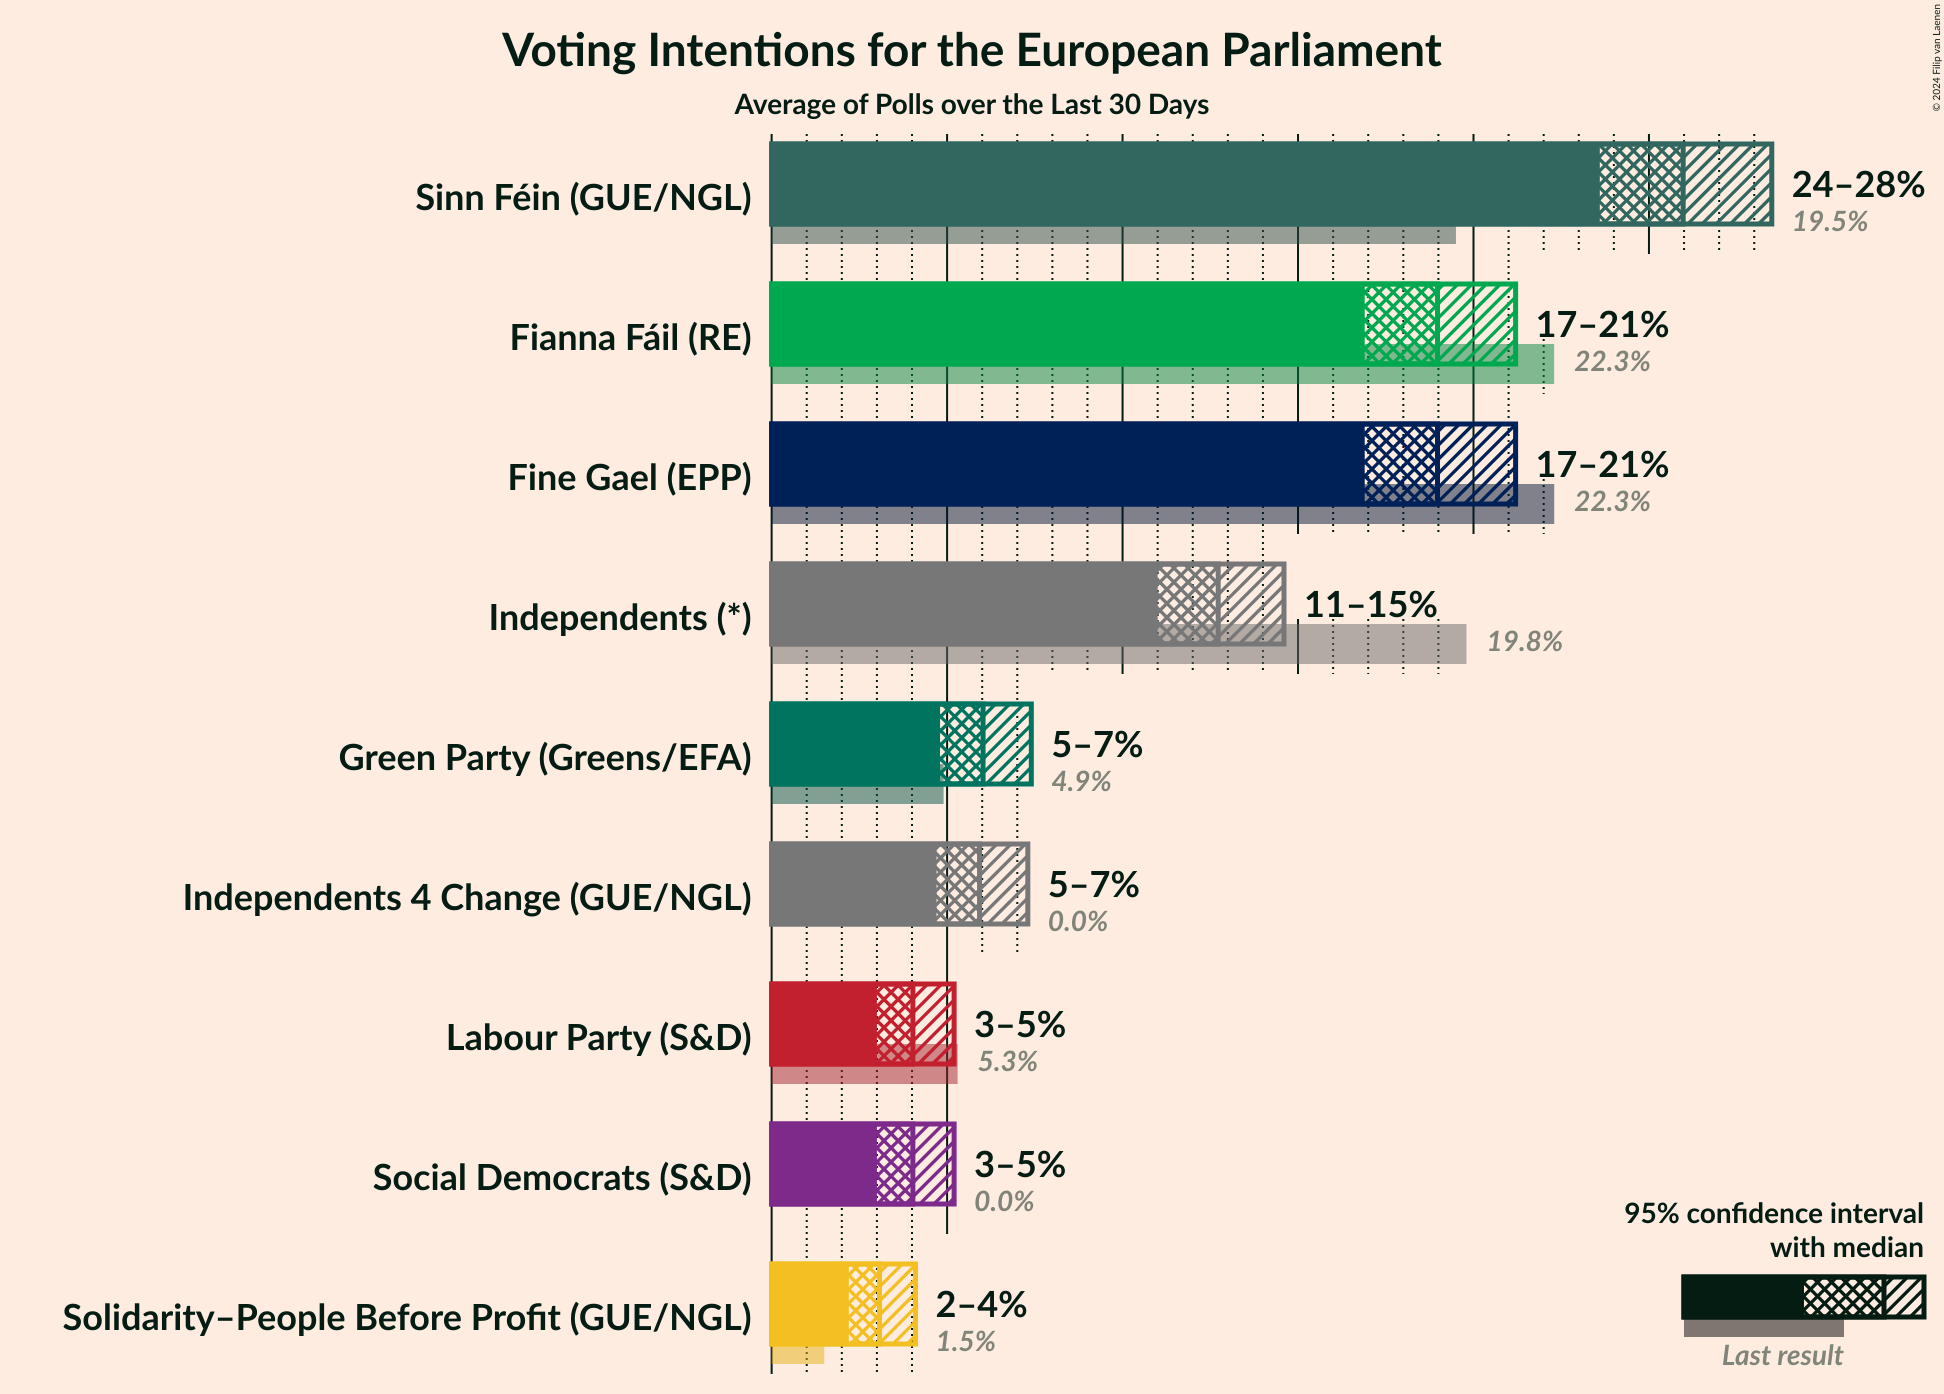 Voting Intentions for the European Parliament
Average of Polls over the Last 30 Days
© 2024 Filip van Laenen
Sinn Féin (GUE/NGL)
24–28%
19.5%
Fianna Fáil (RE)
17–21%
22.3%
Fine Gael (EPP)
17–21%
22.3%
Independents (*)
11–15%
19.8%
Green Party (Greens/EFA)
5–7%
4.9%
Independents 4 Change (GUE/NGL)
5–7%
0.0%
Labour Party (S&D)
3–5%
5.3%
Social Democrats (S&D)
3–5%
0.0%
Solidarity–People Before Profit (GUE/NGL)
2–4%
1.5%
95% confidence interval
with median
Last result